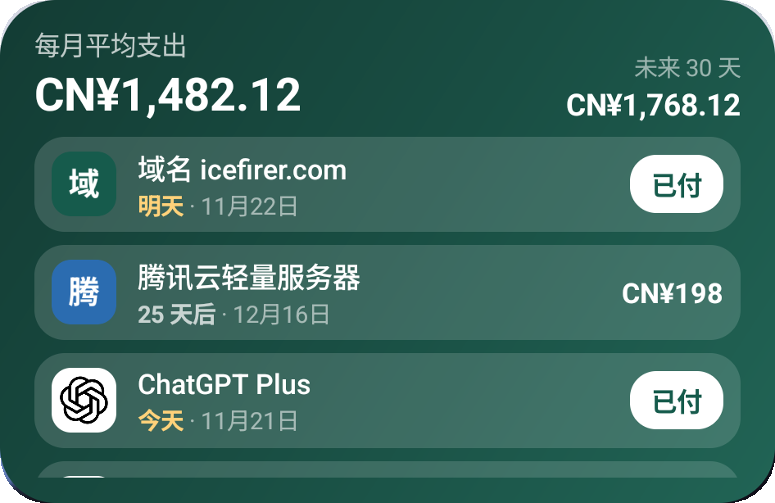 每月平均支出
CN¥1,482.12
未来 30 天
CN¥1,768.12
域
域名 icefirer.com
明天 · 11月22日
已付
腾
腾讯云轻量服务器
25 天后 · 12月16日
CN¥198
ChatGPT Plus
今天 · 11月21日
已付